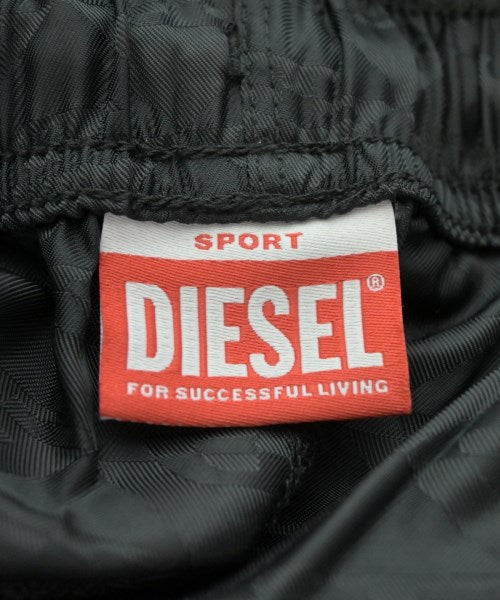 SPORT
DIESEL®
FOR SUCCESSFUL LIVING